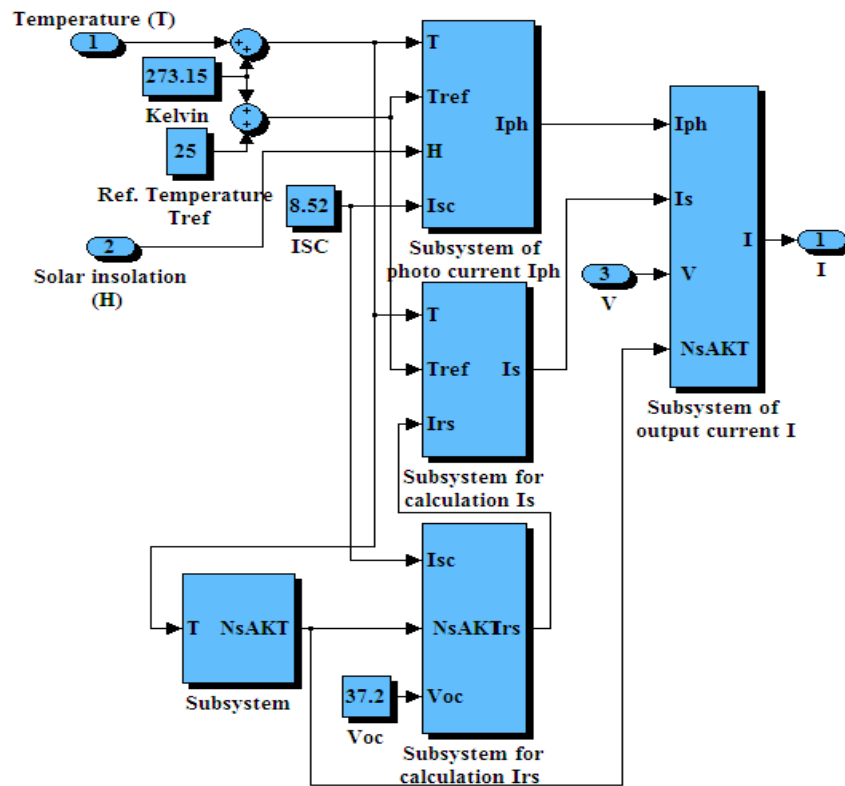 Temperature (T)
1
273.15
Kelvin
25
Ref. Temperature
Tref
2
Solar insolation
(H)
8.52
ISC
T
Tref
H
Isc
Iph
Subsystem of
photo current Iph
T
Tref
Irs
Is
Subsystem for
calculation Is
T
NsAKT
Subsystem
Isc
NsAKT
Irs
Voc
37.2
Voc
Subsystem for
calculation Irs
3
V
Iph
Is
V
NsAKT
I
Subsystem of
output current I
1
I